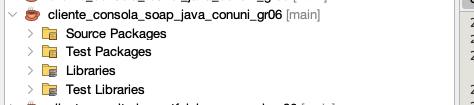 cliente_consola_soap_java_conuni_gr06 [main]
Source Packages
Test Packages
Libraries
Test Libraries